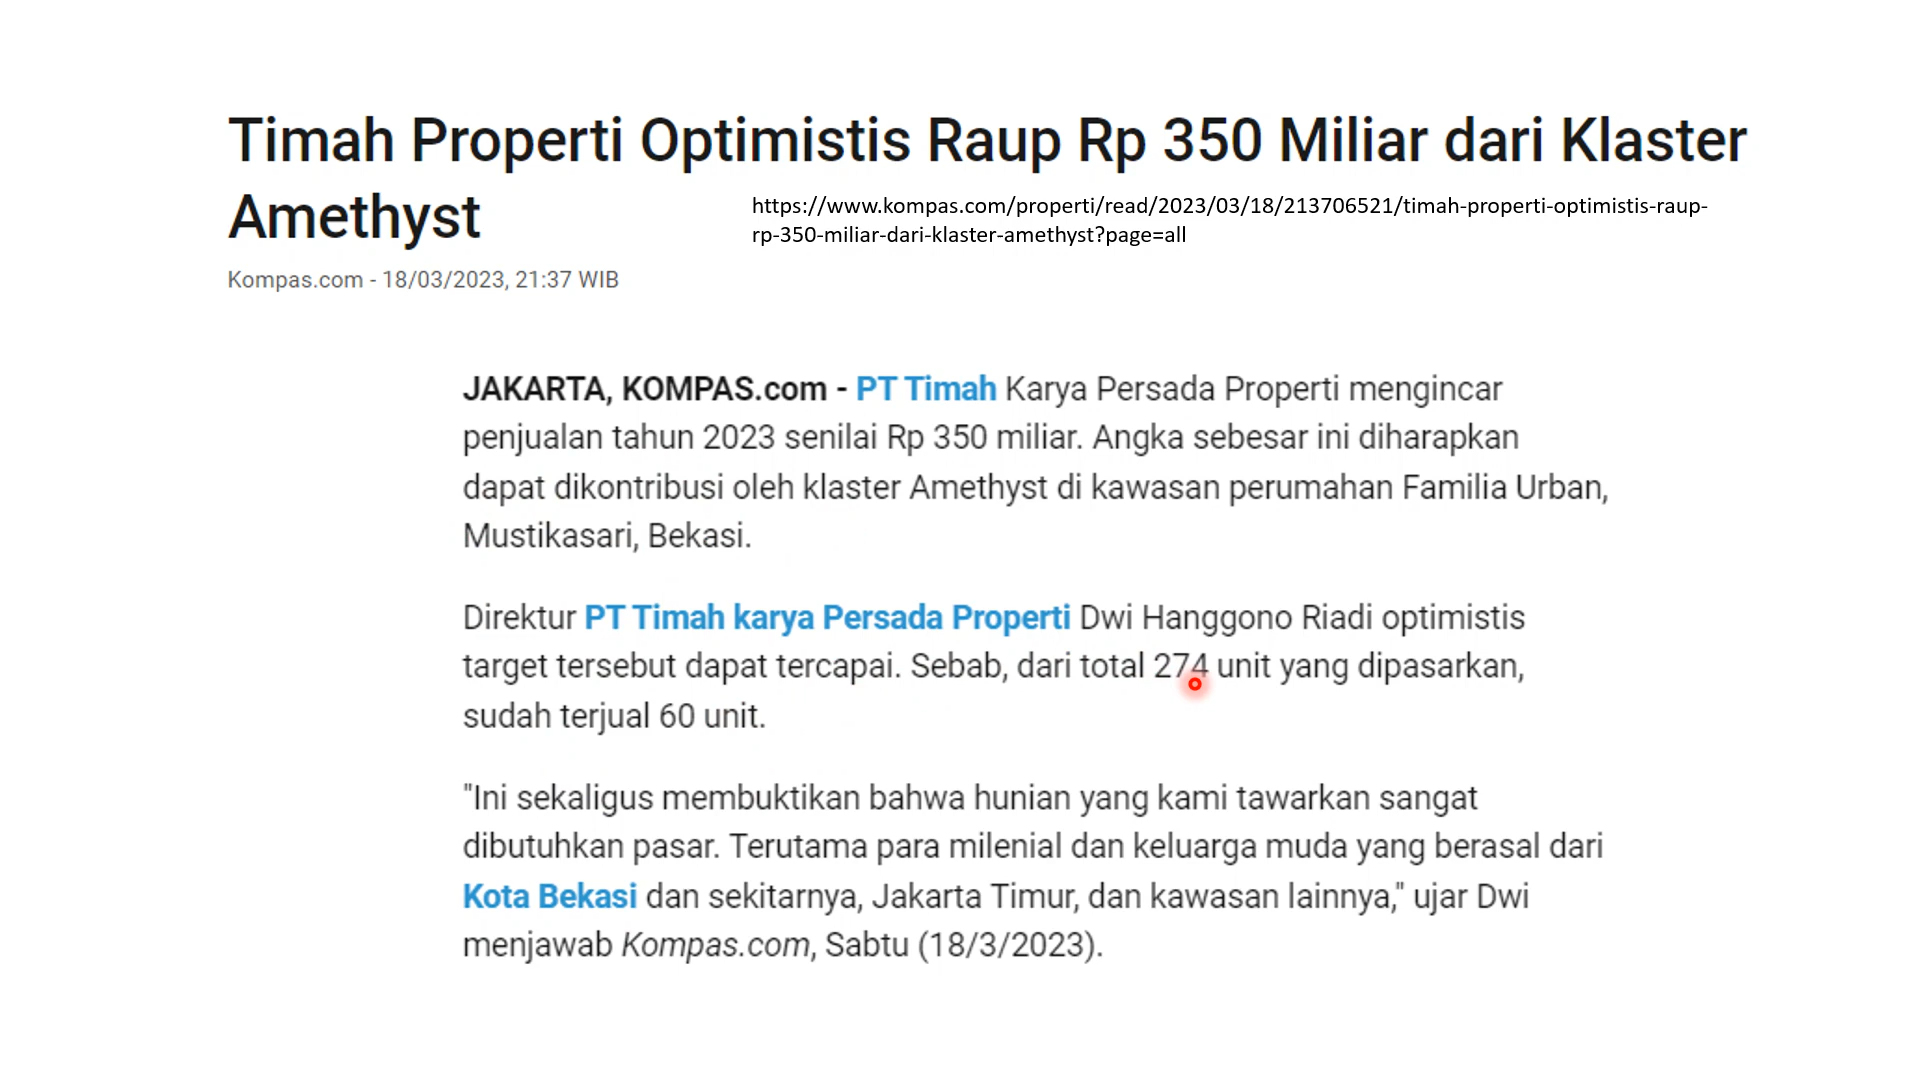 Timah Properti Optimistis Raup Rp 350 Miliar dari Klaster
Amethyst
https://www.kompas.com/properti/read/2023/03/18/213706521/timah-properti-optimistis-raup-
rp-350-miliar-dari-klaster-amethyst?page=all
Kompas.com - 18/03/2023, 21:37 WIB
JAKARTA, KOMPAS.com - PT Timah Karya Persada Properti mengincar
penjualan tahun 2023 senilai Rp 350 miliar. Angka sebesar ini diharapkan
dapat dikontribusi oleh klaster Amethyst di kawasan perumahan Familia Urban,
Mustikasari, Bekasi.
Direktur PT Timah karya Persada Properti Dwi Hanggono Riadi optimistis
target tersebut dapat tercapai. Sebab, dari total 274 unit yang dipasarkan,
sudah terjual 60 unit.
"Ini sekaligus membuktikan bahwa hunian yang kami tawarkan sangat
dibutuhkan pasar. Terutama para milenial dan keluarga muda yang berasal dari
Kota Bekasi dan sekitarnya, Jakarta Timur, dan kawasan lainnya," ujar Dwi
menjawab Kompas.com, Sabtu (18/3/2023).